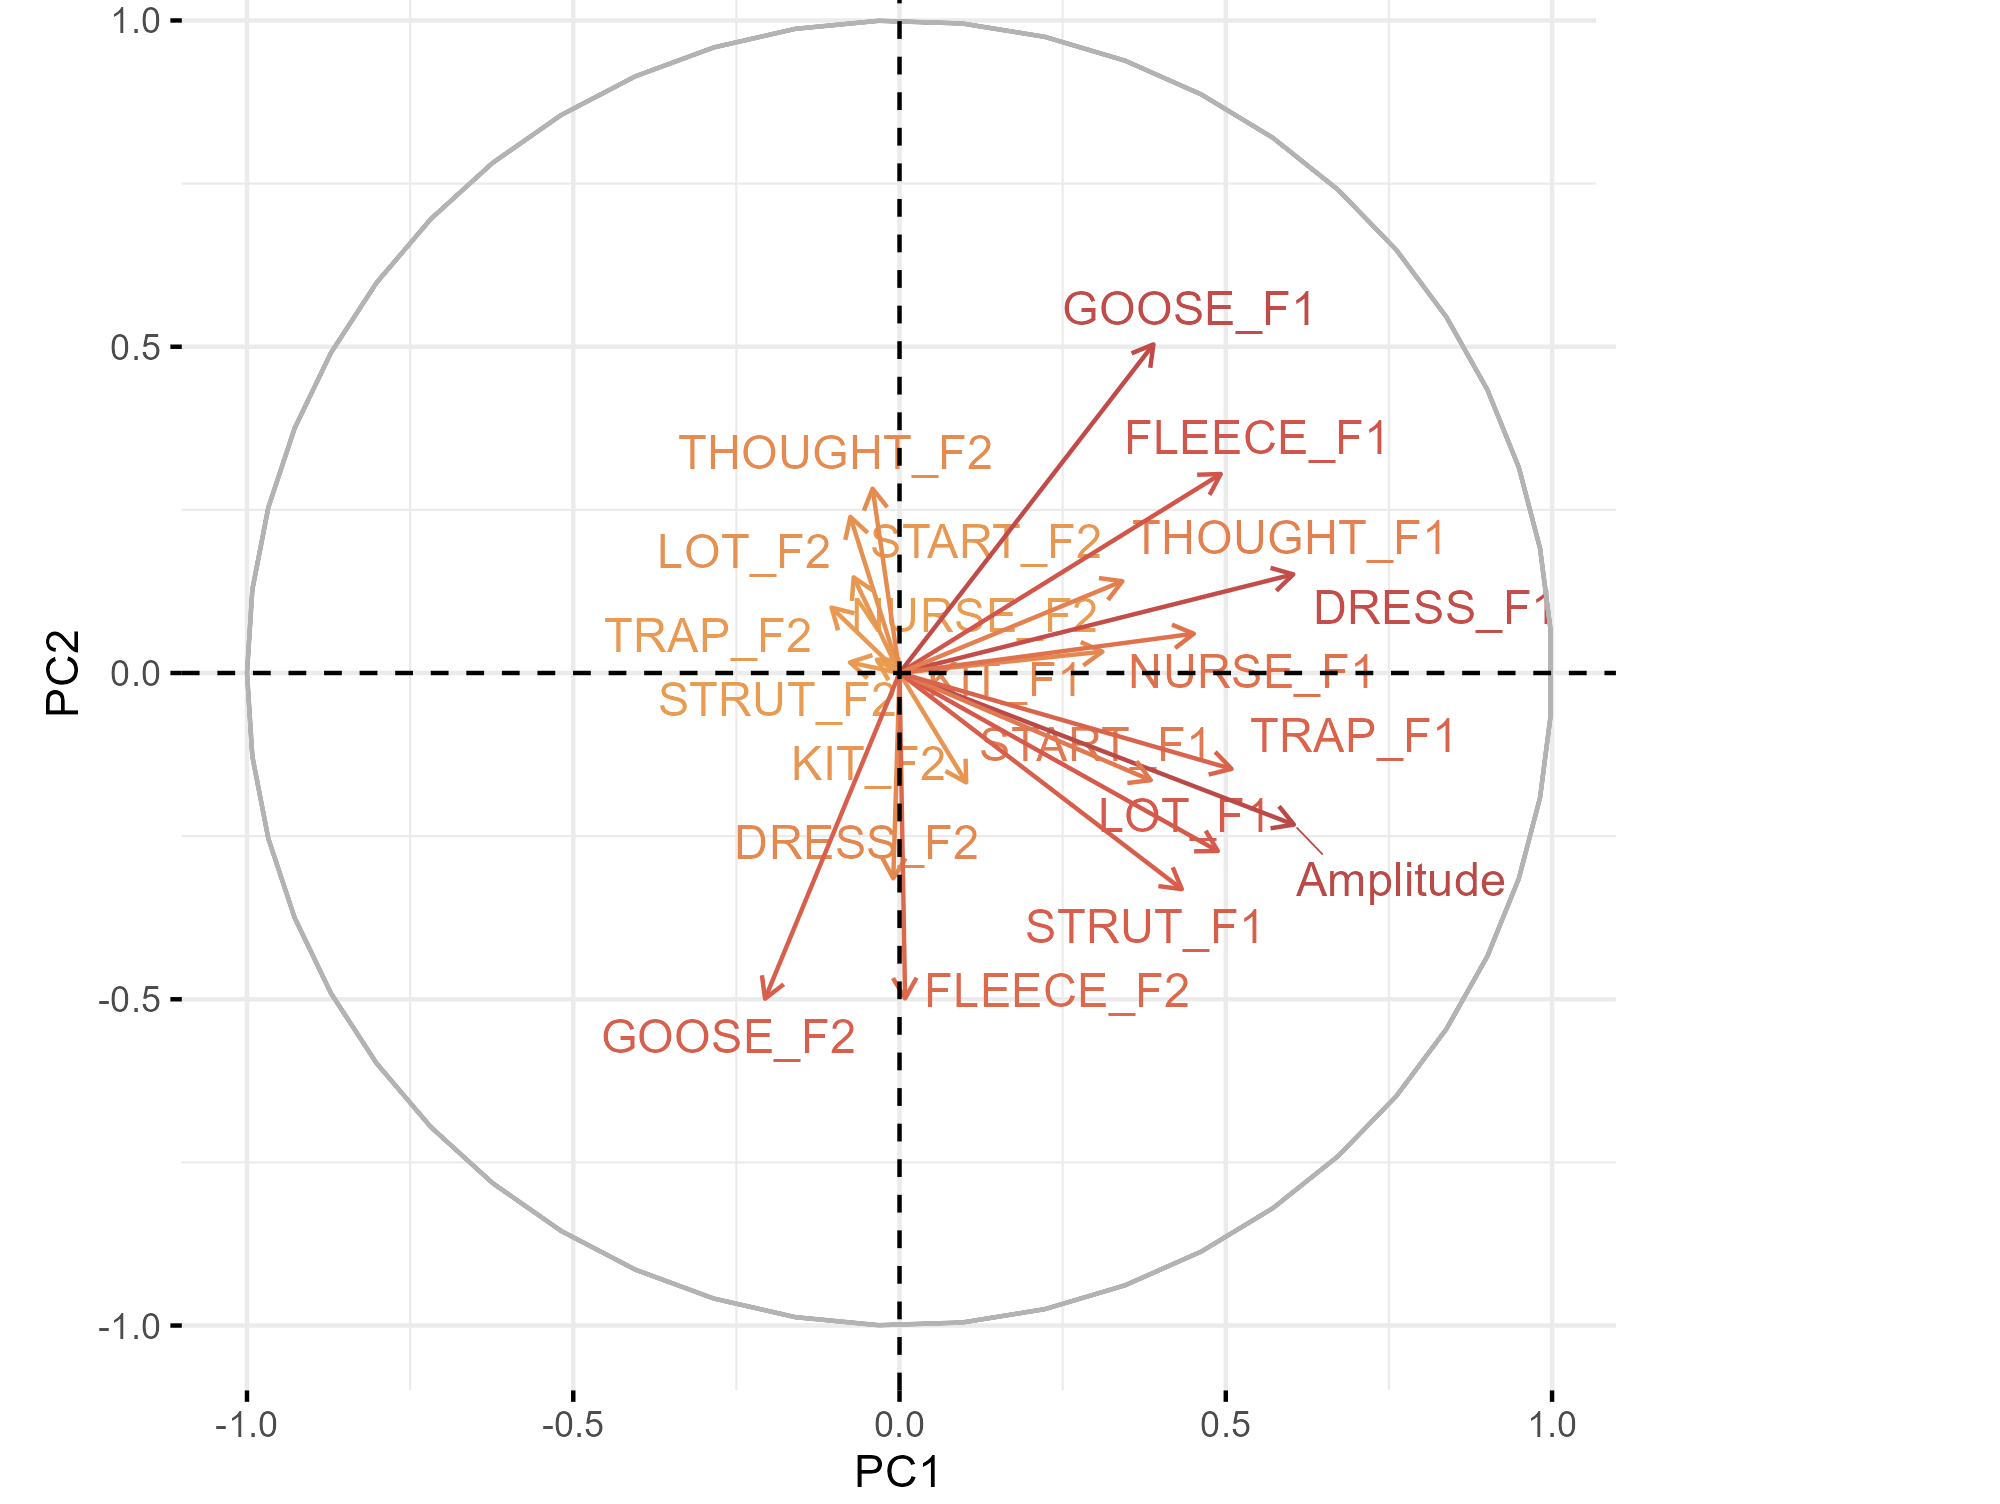 1.0
GOOSE_F1
0.5
FLEECE_F1
THOUGHT_F2
START_F2
THOUGHT_F1
LOT_F2
DRESS_F1
NURSE_F2
TRAP_F2
PC2
0.0
KIT_F1
NURSE_F1
STRUT_F2
START_F1
TRAP_F1
KIT_F2
LOT_F1
DRESS_F2
Amplitude
STRUT_F1
-0.5
FLEECE_F2
GOOSE_F2
-1.0
-1.0 -0.5 0.0 0.5 1.0
PC1